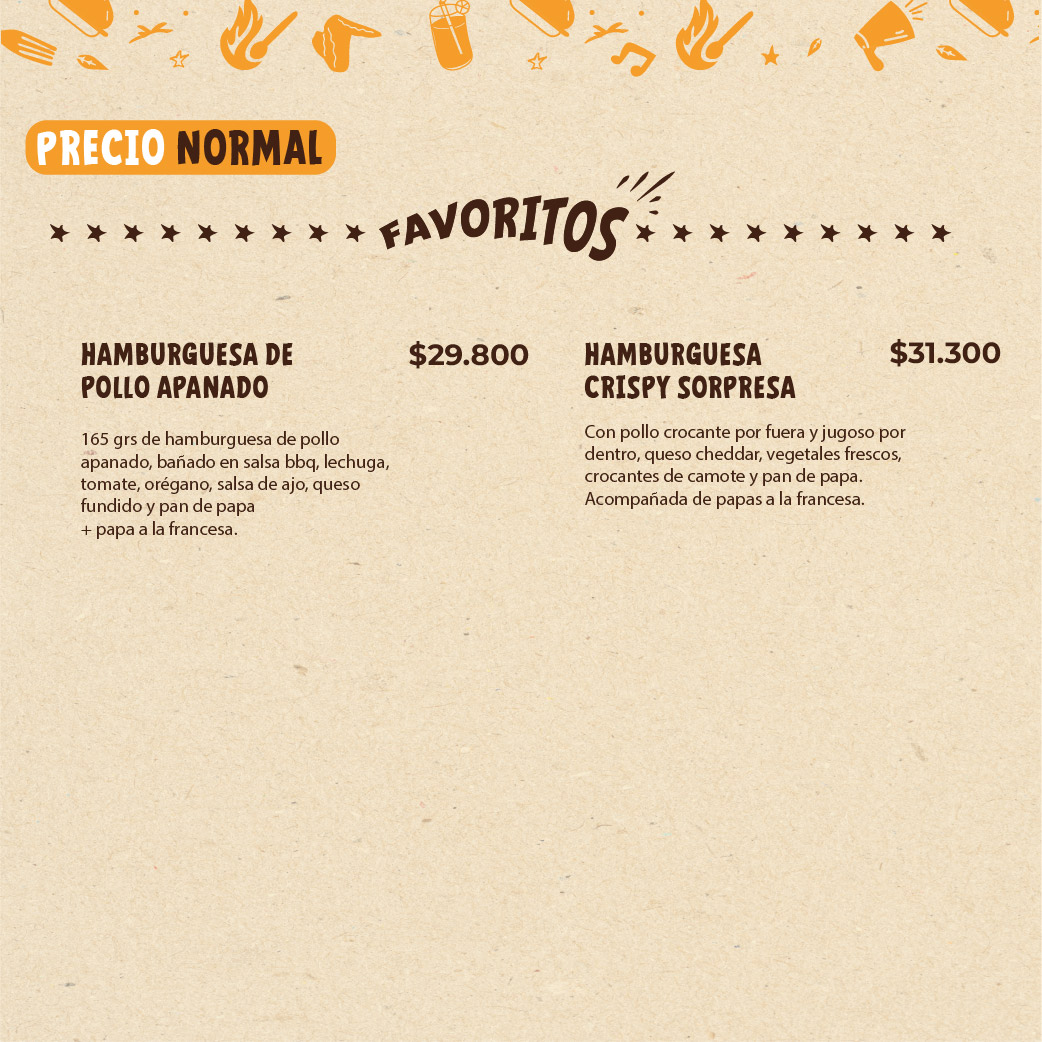 PRECIO NORMAL
FAVORITOS
HAMBURGUESA DE
POLLO APANADO
$29.800
165 grs de hamburguesa de pollo
apanado, bañado en salsa bbq, lechuga,
tomate, orégano, salsa de ajo, queso
fundido y pan de papa
+ papa a la francesa.
HAMBURGUESA
CRISPY SORPRESA
$31.300
Con pollo crocante por fuera y jugoso por
dentro, queso cheddar, vegetales frescos,
crocantes de camote y pan de papa.
Acompañada de papas a la francesa.